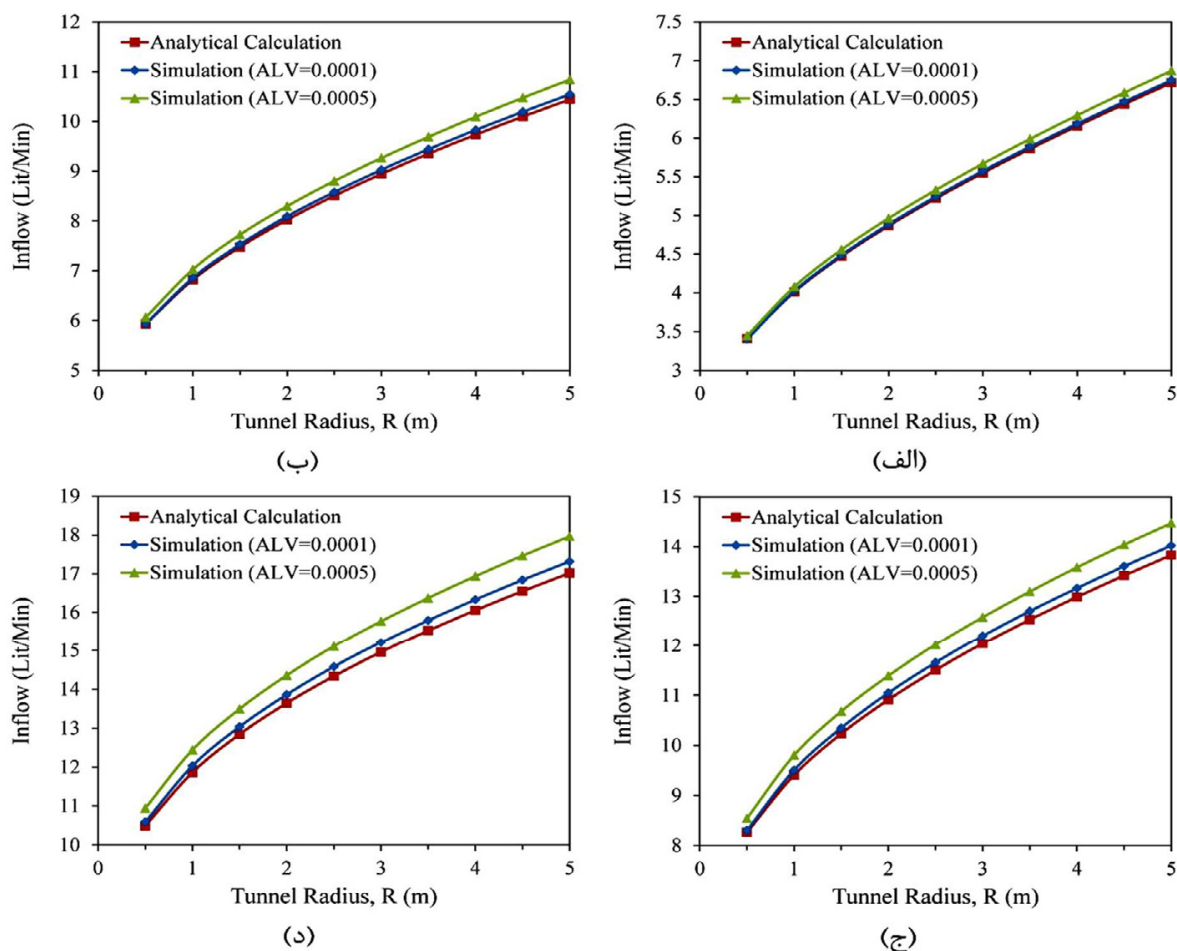 12
11
10
9
8
7
6
5
Inflow (Lit/Min)
Analytical Calculation
Simulation (ALV=0.0001)
Simulation (ALV=0.0005)
0 1 2 3 4 5
Tunnel Radius, R (m)
(ب)
7.5
7
6.5
6
5.5
5
4.5
4
3.5
3
Inflow (Lit/Min)
Analytical Calculation
Simulation (ALV=0.0001)
Simulation (ALV=0.0005)
0 1 2 3 4 5
Tunnel Radius, R (m)
(الف)
19
18
17
16
15
14
13
12
11
10
Inflow (Lit/Min)
Analytical Calculation
Simulation (ALV=0.0001)
Simulation (ALV=0.0005)
0 1 2 3 4 5
Tunnel Radius, R (m)
(د)
15
14
13
12
11
10
9
8
Inflow (Lit/Min)
Analytical Calculation
Simulation (ALV=0.0001)
Simulation (ALV=0.0005)
0 1 2 3 4 5
Tunnel Radius, R (m)
(ج)